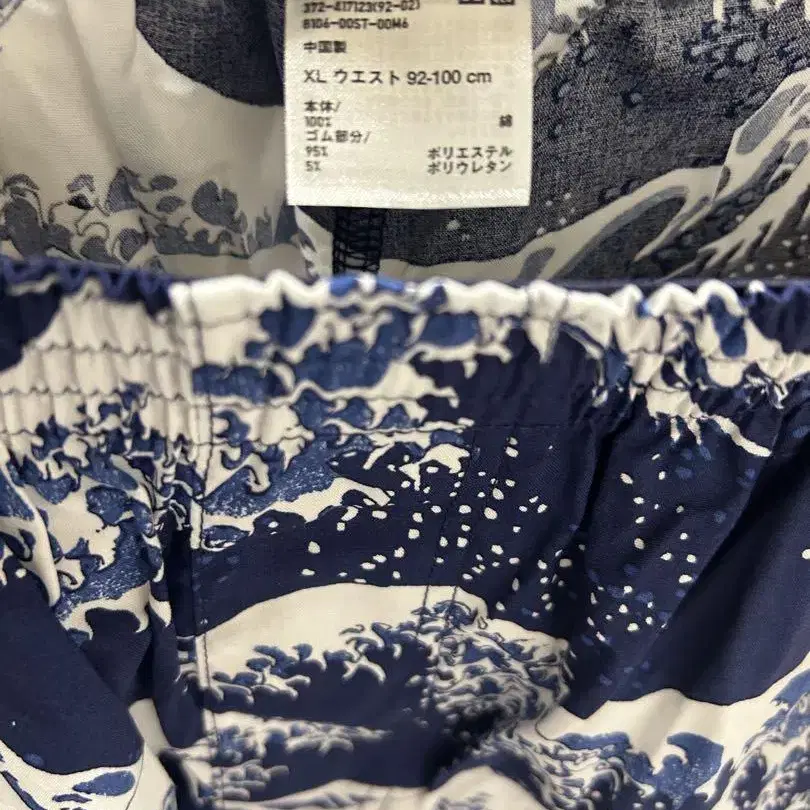 372-417123(92-02)
8106-00ST-00M6
中国製
XL ウエスト 92-100 cm
本体/
100% 綿
ゴム部分/
95% ポリエステル
5% ポリウレタン